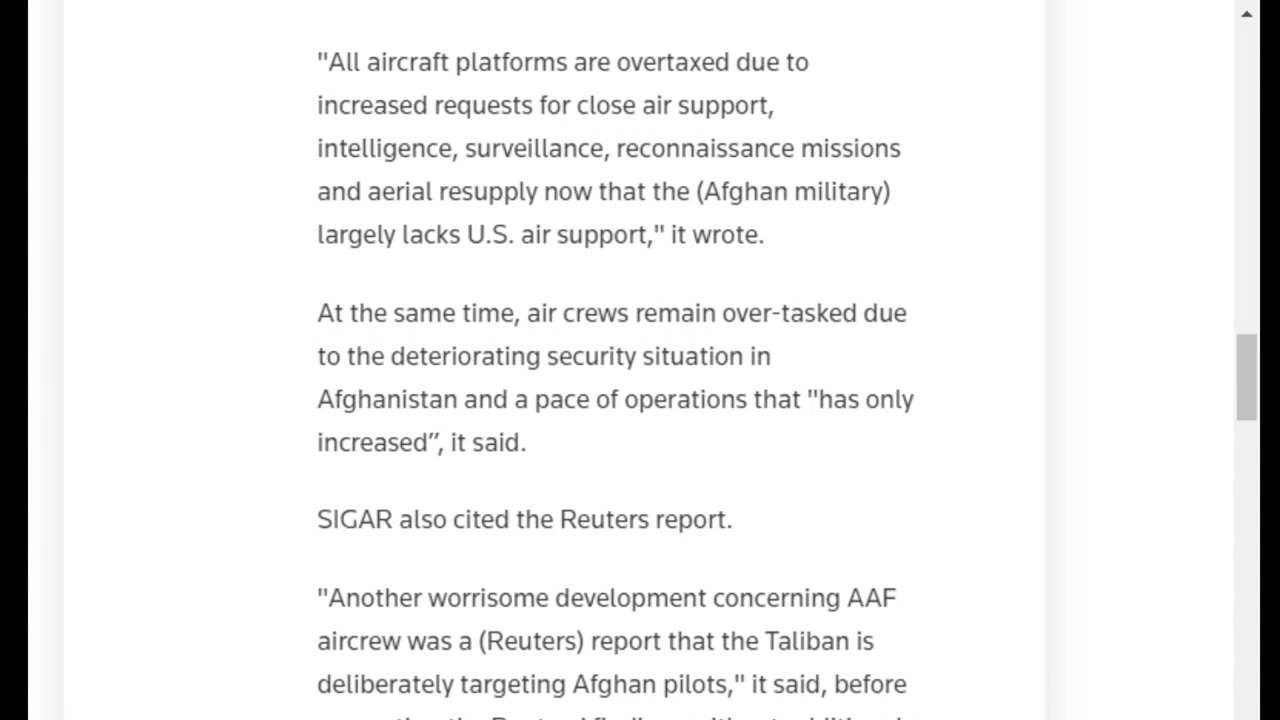 "All aircraft platforms are overtaxed due to
increased requests for close air support,
intelligence, surveillance, reconnaissance missions
and aerial resupply now that the (Afghan military)
largely lacks U.S. air support," it wrote.
At the same time, air crews remain over-tasked due
to the deteriorating security situation in
Afghanistan and a pace of operations that "has only
increased”, it said.
SIGAR also cited the Reuters report.
"Another worrisome development concerning AAF
aircrew was a (Reuters) report that the Taliban is
deliberately targeting Afghan pilots," it said, before